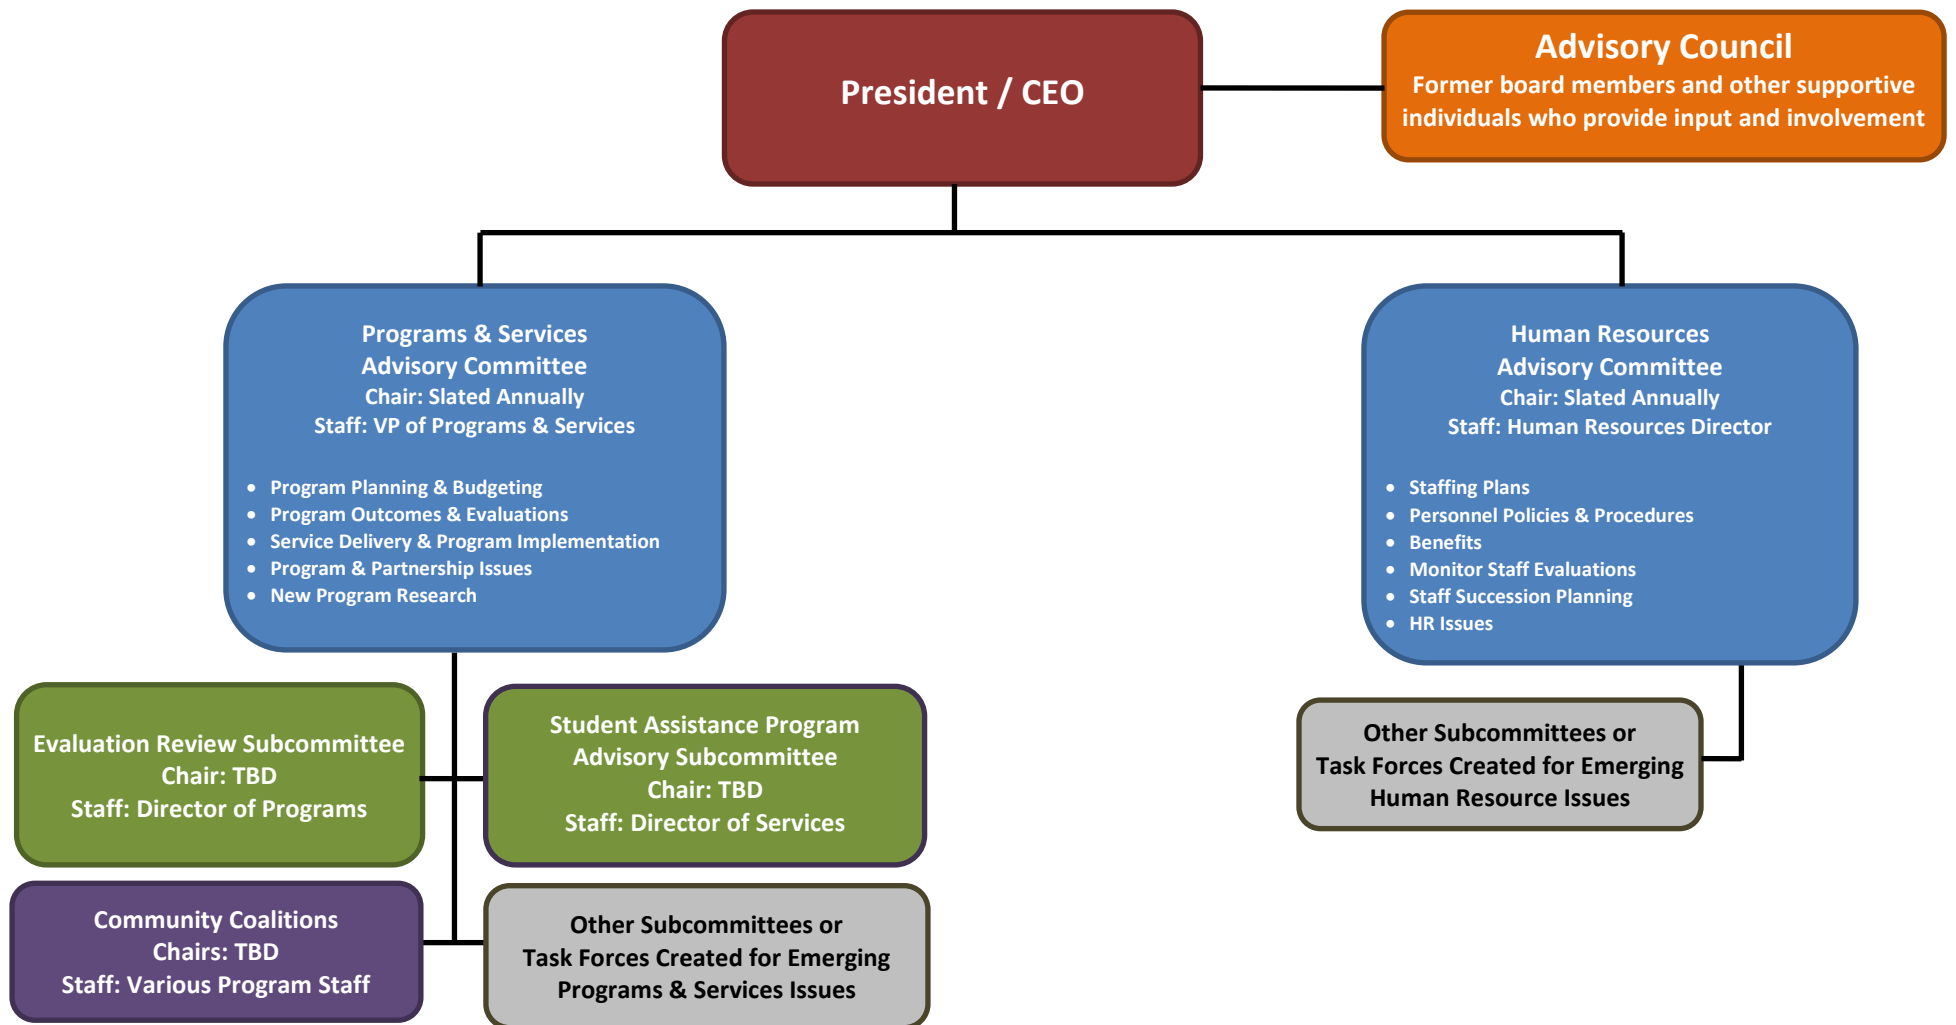 President / CEO
Advisory Council
Former board members and other supportive
individuals who provide input and involvement
Programs & Services
Advisory Committee
Chair: Slated Annually
Staff: VP of Programs & Services
• Program Planning & Budgeting
• Program Outcomes & Evaluations
• Service Delivery & Program Implementation
• Program & Partnership Issues
• New Program Research
Human Resources
Advisory Committee
Chair: Slated Annually
Staff: Human Resources Director
• Staffing Plans
• Personnel Policies & Procedures
• Benefits
• Monitor Staff Evaluations
• Staff Succession Planning
• HR Issues
Evaluation Review Subcommittee
Chair: TBD
Staff: Director of Programs
Student Assistance Program
Advisory Subcommittee
Chair: TBD
Staff: Director of Services
Other Subcommittees or
Task Forces Created for Emerging
Human Resource Issues
Community Coalitions
Chairs: TBD
Staff: Various Program Staff
Other Subcommittees or
Task Forces Created for Emerging
Programs & Services Issues